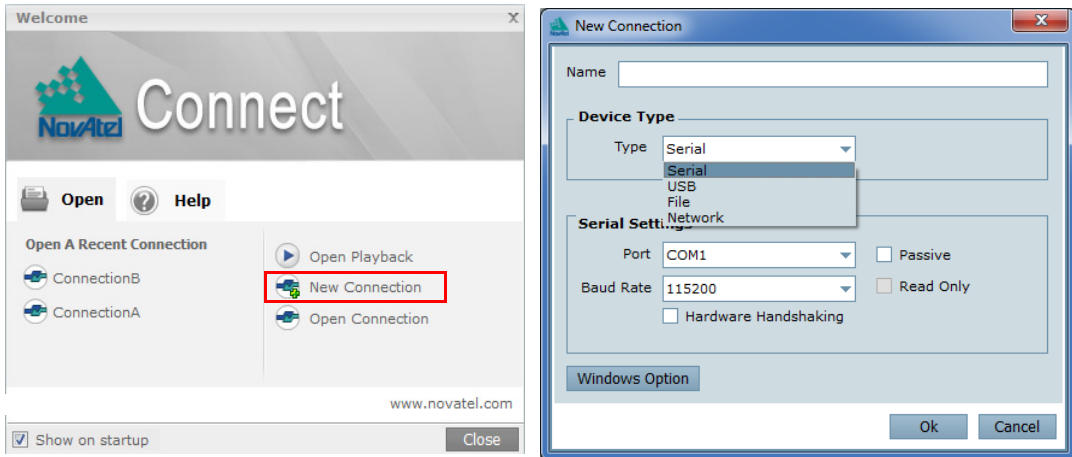 Welcome X
NovAtel
Connect
Open Help
Open A Recent Connection
ConnectionB
ConnectionA
Open Playback
New Connection
Open Connection
www.novatel.com
Show on startup Close
New Connection
Name
Device Type
Type Serial
Serial
USB
File
Network
Serial Settings
Port COM1 Passive
Baud Rate 115200 Read Only
Hardware Handshaking
Windows Option
Ok Cancel